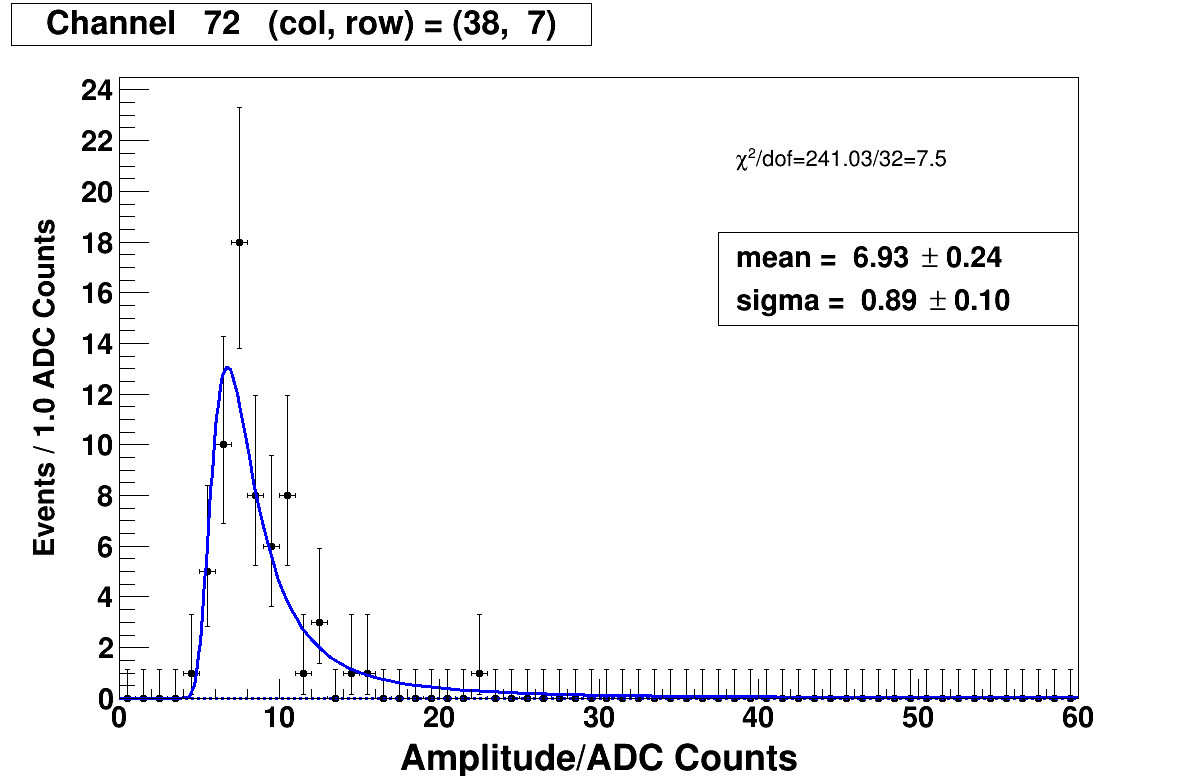 Channel 72 (col, row) = (38, 7)
24
22
20
18
16
14
12
10
8
6
4
2
0
Events / 1.0 ADC Counts
χ²/dof=241.03/32=7.5
mean = 6.93 ± 0.24
sigma = 0.89 ± 0.10
0 10 20 30 40 50 60
Amplitude/ADC Counts